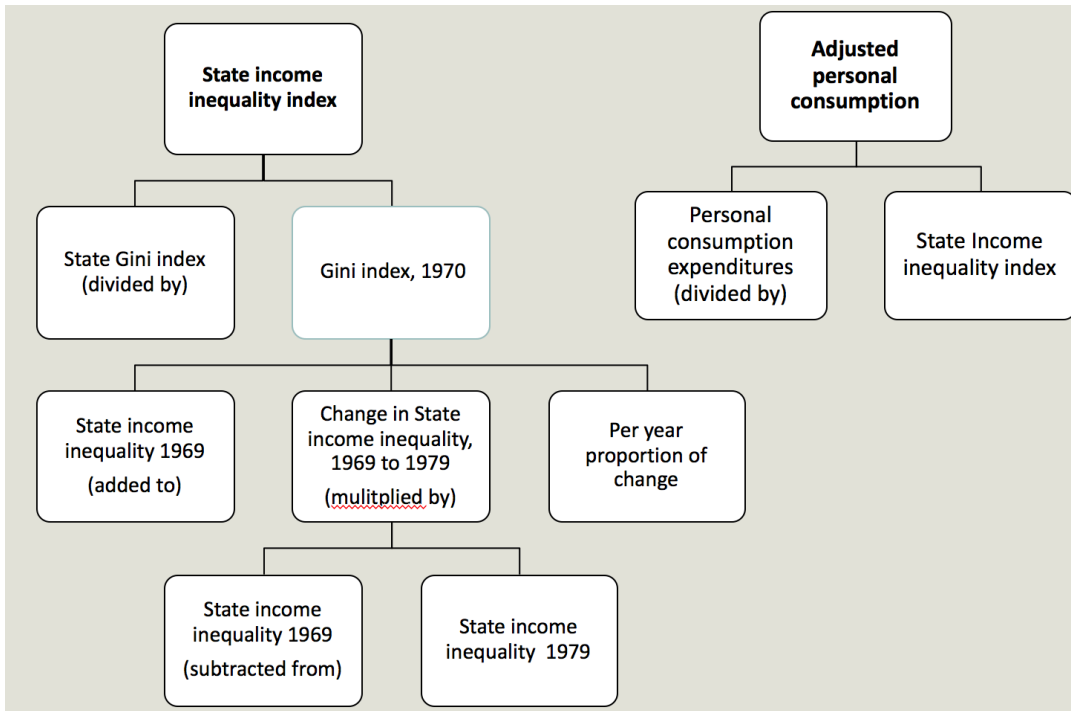 State income
inequality index
Adjusted
personal
consumption
State Gini index
(divided by)
Gini index, 1970
Personal
consumption
expenditures
(divided by)
State Income
inequality index
State income
inequality 1969
(added to)
Change in State
income inequality,
1969 to 1979
(mulitplied by)
Per year
proportion of
change
State income
inequality 1969
(subtracted from)
State income
inequality 1979